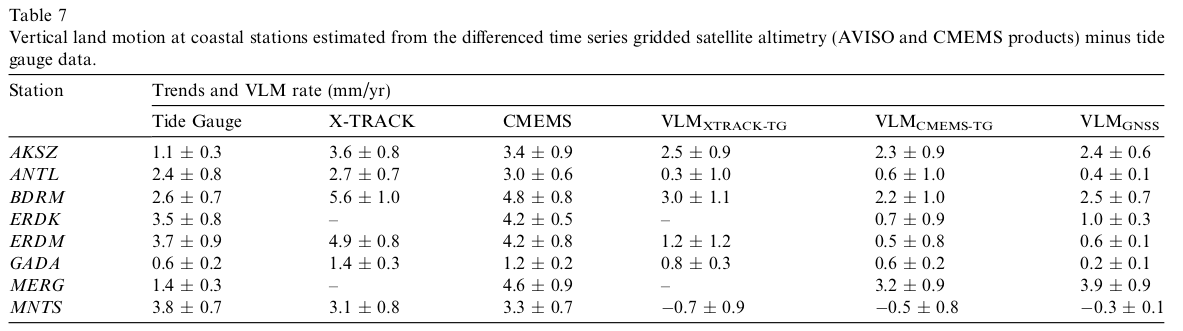 Table 7
Vertical land motion at coastal stations estimated from the differenced time series gridded satellite altimetry (AVISO and CMEMS products) minus tide
gauge data.
Station Trends and VLM rate (mm/yr)
Tide Gauge X-TRACK CMEMS VLMXTRACK-TG VLMCMEMS-TG VLMGNSS
AKSZ 1.1 ± 0.3 3.6 ± 0.8 3.4 ± 0.9 2.5 ± 0.9 2.3 ± 0.9 2.4 ± 0.6
ANTL 2.4 ± 0.8 2.7 ± 0.7 3.0 ± 0.6 0.3 ± 1.0 0.6 ± 1.0 0.4 ± 0.1
BDRM 2.6 ± 0.7 5.6 ± 1.0 4.8 ± 0.8 3.0 ± 1.1 2.2 ± 1.0 2.5 ± 0.7
ERDK 3.5 ± 0.8 – 4.2 ± 0.5 – 0.7 ± 0.9 1.0 ± 0.3
ERDM 3.7 ± 0.9 4.9 ± 0.8 4.2 ± 0.8 1.2 ± 1.2 0.5 ± 0.8 0.6 ± 0.1
GADA 0.6 ± 0.2 1.4 ± 0.3 1.2 ± 0.2 0.8 ± 0.3 0.6 ± 0.2 0.2 ± 0.1
MERG 1.4 ± 0.3 – 4.6 ± 0.9 – 3.2 ± 0.9 3.9 ± 0.9
MNTS 3.8 ± 0.7 3.1 ± 0.8 3.3 ± 0.7 −0.7 ± 0.9 −0.5 ± 0.8 −0.3 ± 0.1